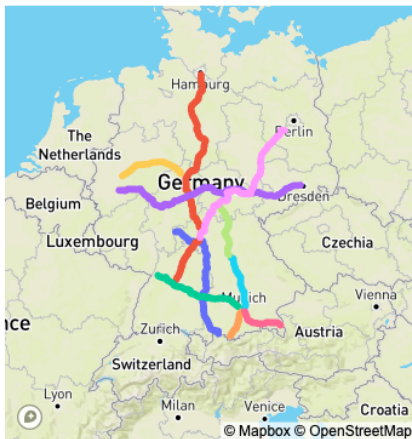 Hamburg
Berlin
The
Netherlands
Germany
Dresden
Belgium
Luxembourg
Czechia
Munich
Vienna
nce
Zurich
Austria
Switzerland
Lyon
Milan
Venice
Croatia
© Mapbox © OpenStreetMap